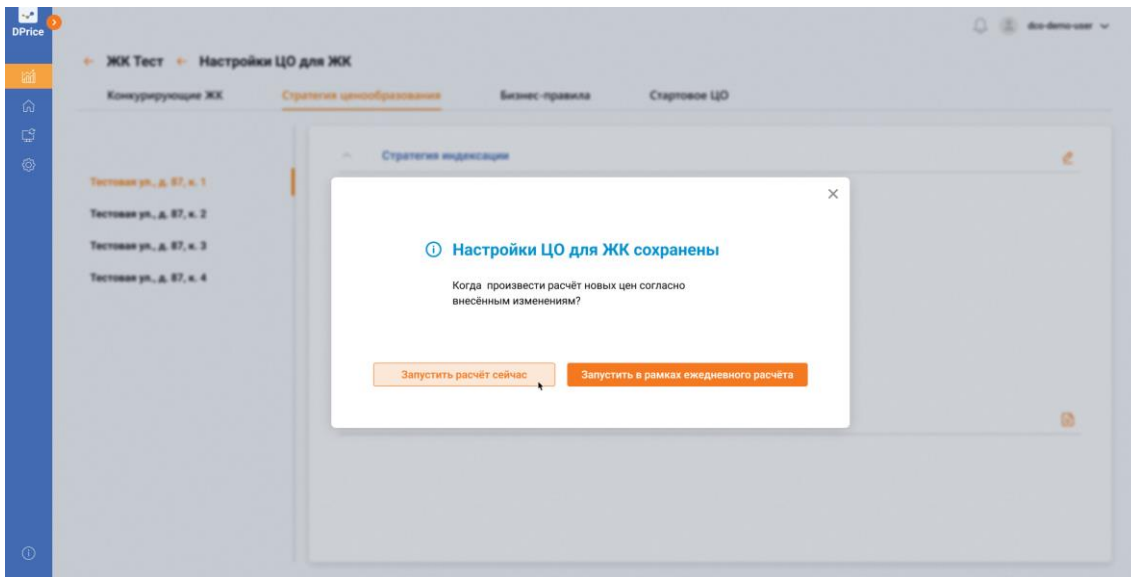 DPrice
dco-demo-user
ЖК Тест Настройки ЦО для ЖК
Конкурирующие ЖК Стратегия ценообразования Бизнес-правила Стартовое ЦО
Стратегия индексации
Тестовая ул., д. 87, к. 1
Тестовая ул., д. 87, к. 2
Тестовая ул., д. 87, к. 3
Тестовая ул., д. 87, к. 4
Настройки ЦО для ЖК сохранены
Когда произвести расчёт новых цен согласно
внесённым изменениям?
Запустить расчёт сейчас Запустить в рамках ежедневного расчёта